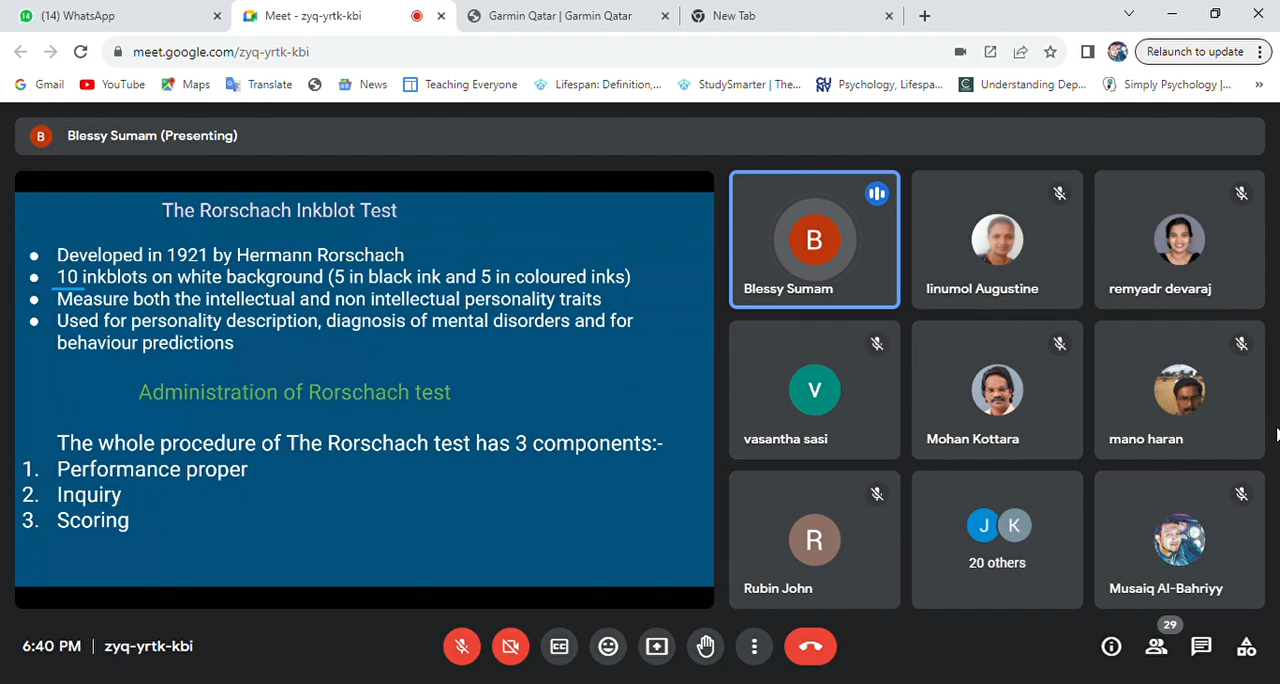 (14) WhatsApp
Meet - zyq-yrtk-kbi
Garmin Qatar | Garmin Qatar
New Tab
meet.google.com/zyq-yrtk-kbi
Relaunch to update
Gmail
YouTube
Maps
Translate
News
Teaching Everyone
Lifespan: Definition,...
StudySmarter | The...
Psychology, Lifespa...
Understanding Dep...
Simply Psychology |...
»
B
Blessy Sumam (Presenting)
The Rorschach Inkblot Test
● Developed in 1921 by Hermann Rorschach
● 10 inkblots on white background (5 in black ink and 5 in coloured inks)
● Measure both the intellectual and non intellectual personality traits
● Used for personality description, diagnosis of mental disorders and for
behaviour predictions
Administration of Rorschach test
The whole procedure of The Rorschach test has 3 components:-
1. Performance proper
2. Inquiry
3. Scoring
B
Blessy Sumam
linumol Augustine
remyadr devaraj
V
vasantha sasi
Mohan Kottara
mano haran
R
Rubin John
J K
20 others
Musaiq Al-Bahriyy
6:40 PM | zyq-yrtk-kbi
29